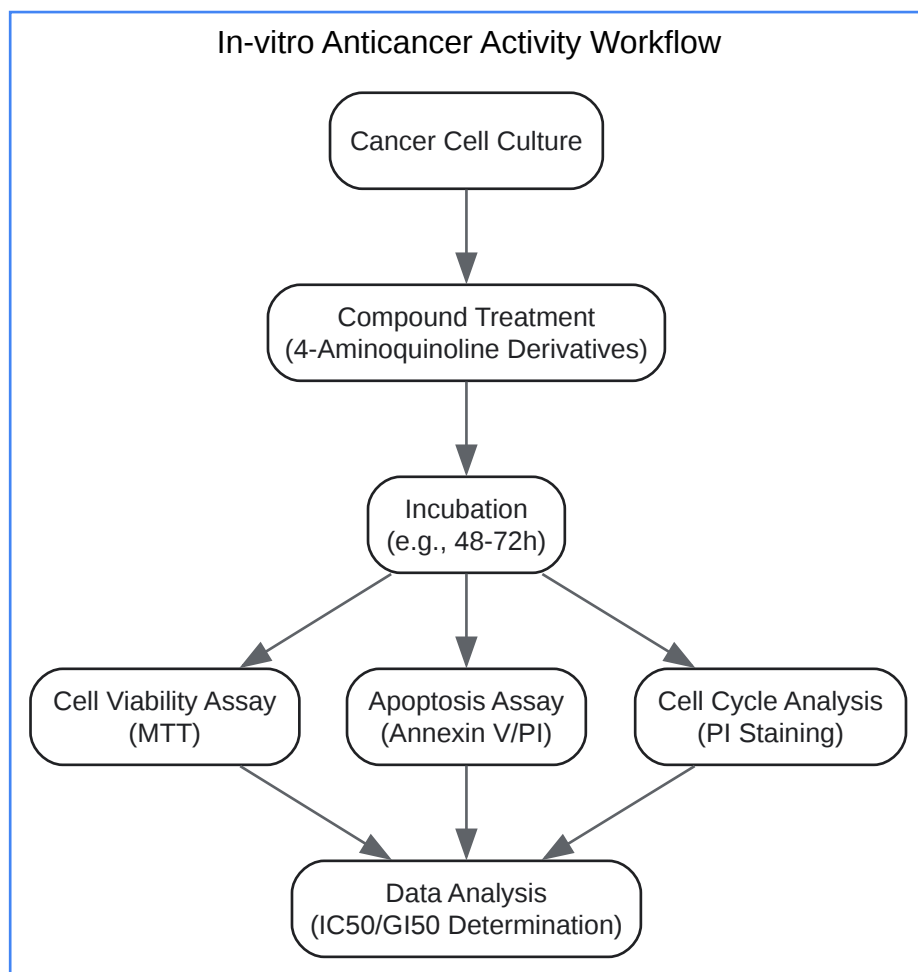 In-vitro Anticancer Activity Workflow
Cancer Cell Culture
Compound Treatment
(4-Aminoquinoline Derivatives)
Incubation
(e.g., 48-72h)
Cell Viability Assay
(MTT)
Apoptosis Assay
(Annexin V/PI)
Cell Cycle Analysis
(PI Staining)
Data Analysis
(IC50/GI50 Determination)